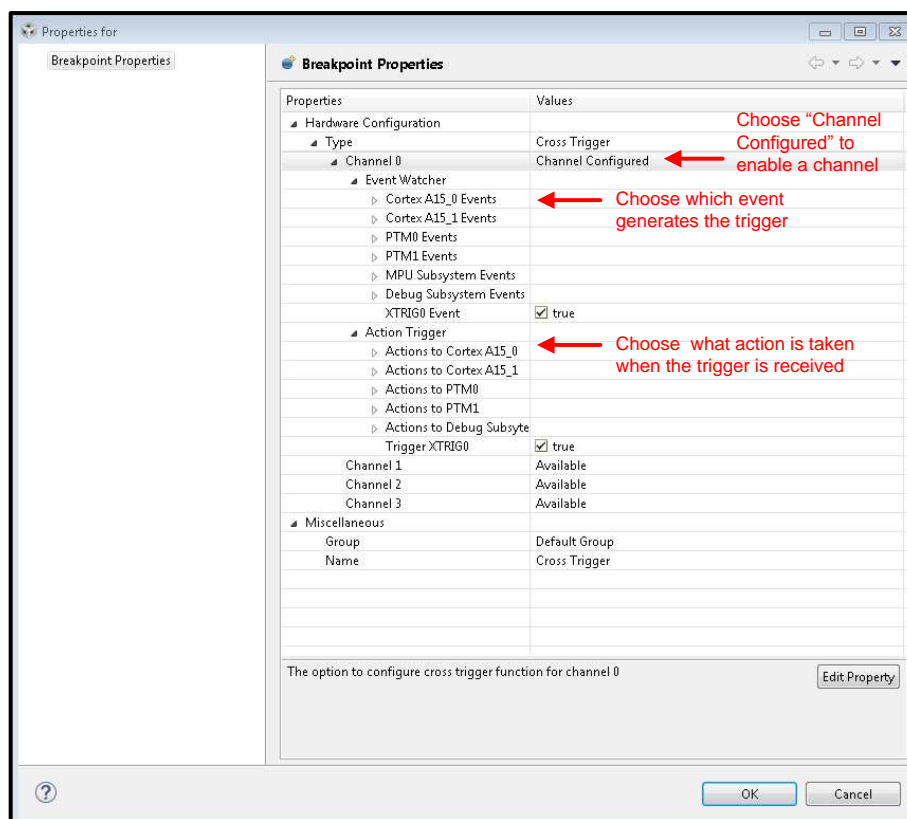 Properties for
Breakpoint Properties
Breakpoint Properties
Properties Values
Hardware Configuration
Type Cross Trigger
Channel 0 Channel Configured
Choose “Channel
Configured” to
enable a channel
Event Watcher
Cortex A15_0 Events
Choose which event
generates the trigger
Cortex A15_1 Events
PTM0 Events
PTM1 Events
MPU Subsystem Events
Debug Subsystem Events
XTRIG0 Event true
Action Trigger
Actions to Cortex A15_0
Choose what action is taken
when the trigger is received
Actions to Cortex A15_1
Actions to PTM0
Actions to PTM1
Actions to Debug Subsyte
Trigger XTRIG0 true
Channel 1 Available
Channel 2 Available
Channel 3 Available
Miscellaneous
Group Default Group
Name Cross Trigger
The option to configure cross trigger function for channel 0
Edit Property
?
OK Cancel